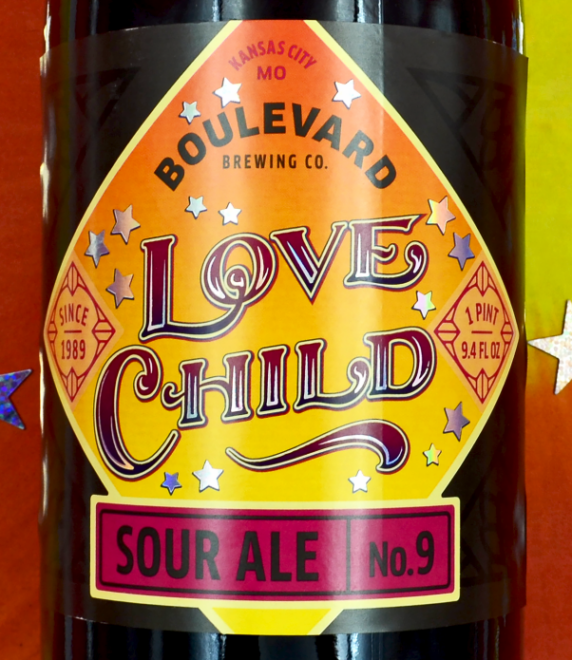 KANSAS CITY
MO
BOULEVARD
BREWING CO.
LOVE
CHILD
SINCE
1989
1 PINT
9.4 FL OZ
SOUR ALE No.9